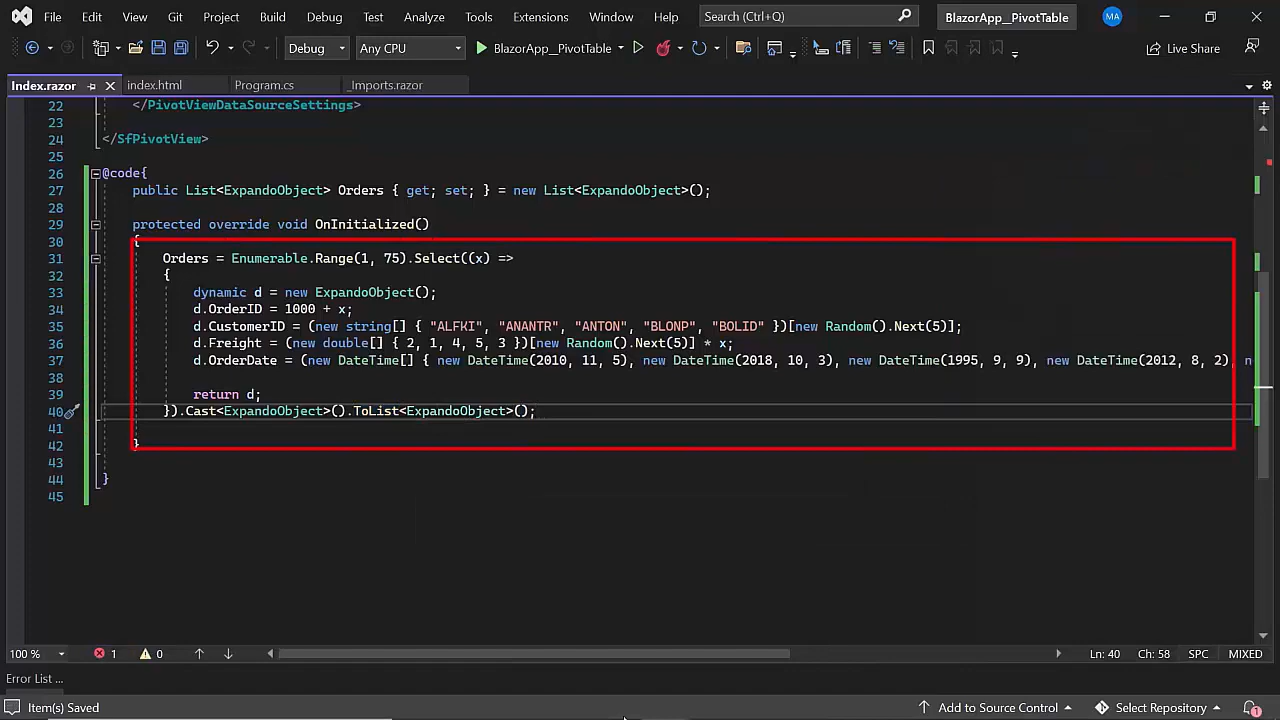 File Edit View Git Project Build Debug Test Analyze Tools Extensions Window Help Search (Ctrl+Q) BlazorApp__PivotTable MA
Debug Any CPU BlazorApp__PivotTable Live Share
Index.razor index.html Program.cs _Imports.razor
22 </PivotViewDataSourceSettings>
23
24 </SfPivotView>
25
26 @code{
27 public List<ExpandoObject> Orders { get; set; } = new List<ExpandoObject>();
28
29 protected override void OnInitialized()
30 {
31 Orders = Enumerable.Range(1, 75).Select((x) =>
32 {
33 dynamic d = new ExpandoObject();
34 d.OrderID = 1000 + x;
35 d.CustomerID = (new string[] { "ALFKI", "ANANTR", "ANTON", "BLONP", "BOLID" })[new Random().Next(5)];
36 d.Freight = (new double[] { 2, 1, 4, 5, 3 })[new Random().Next(5)] * x;
37 d.OrderDate = (new DateTime[] { new DateTime(2010, 11, 5), new DateTime(2018, 10, 3), new DateTime(1995, 9, 9), new DateTime(2012, 8, 2),
38
39 return d;
40 }).Cast<ExpandoObject>().ToList<ExpandoObject>();
41
42 }
43
44 }
45
100 % 1 0 Ln: 40 Ch: 58 SPC MIXED
Error List ...
Item(s) Saved Add to Source Control Select Repository 1